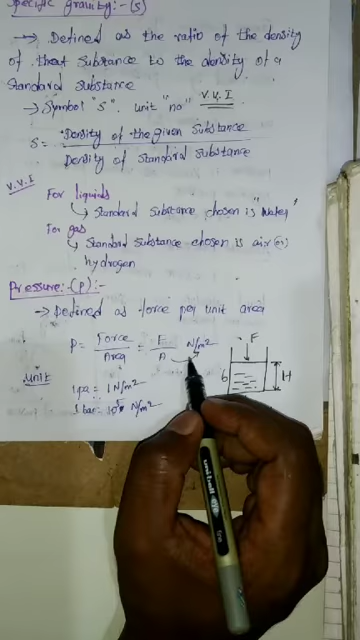 Specific gravity :- (S)
→ Defined as the ratio of the density
of that substance to the density of a
Standard substance
→ Symbol "S". unit "no" V.V.I
S = Density of the given Substance
Density of Standard substance
V.V.I
For liquids
↳ Standard Substance chosen is "Water"
For gas
↳ Standard Substance chosen is air (or)
hydrogen
Pressure :- (P) :-
→ Defined as force per unit area
P = Force / Area = F / A N/m²
F
H
unit
1 pa = 1 N/m²
1 bar = 10⁵ N/m²
uni-ball